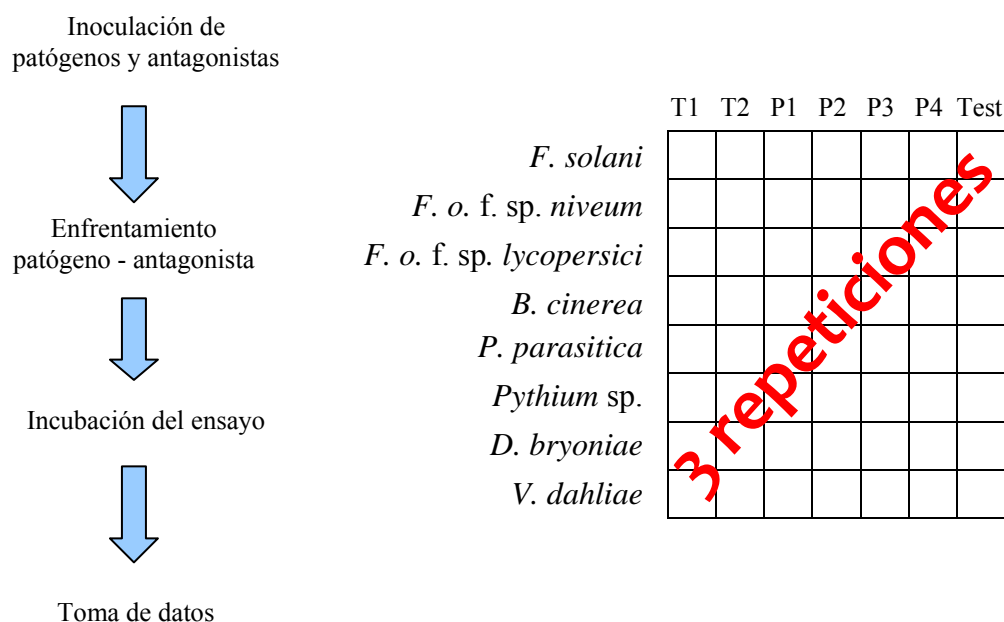 Inoculación de
patógenos y antagonistas
Enfrentamiento
patógeno - antagonista
Incubación del ensayo
Toma de datos
T1 T2 P1 P2 P3 P4 Test
F. solani
F. o. f. sp. niveum
F. o. f. sp. lycopersici
B. cinerea
P. parasitica
Pythium sp.
D. bryoniae
V. dahliae
3 repeticiones